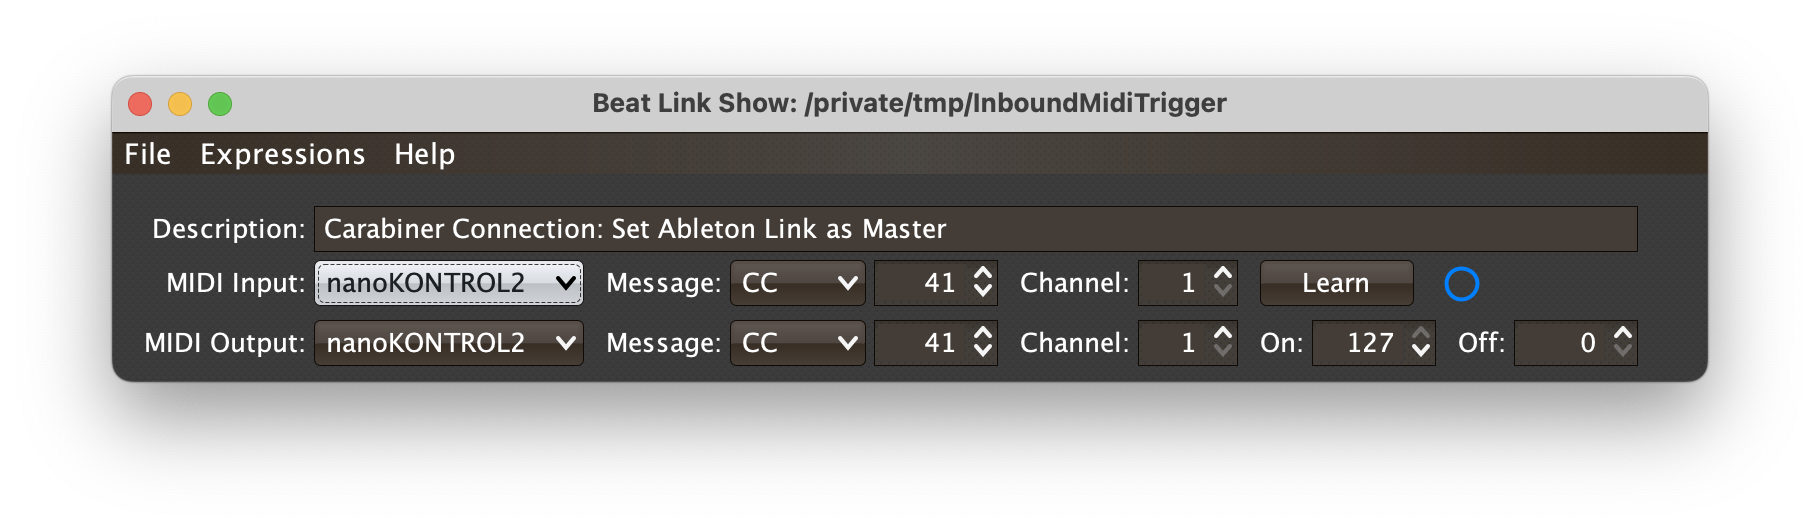 Beat Link Show: /private/tmp/InboundMidiTrigger
File Expressions Help
Description: Carabiner Connection: Set Ableton Link as Master
MIDI Input: nanoKONTROL2 Message: CC 41 Channel: 1 Learn
MIDI Output: nanoKONTROL2 Message: CC 41 Channel: 1 On: 127 Off: 0